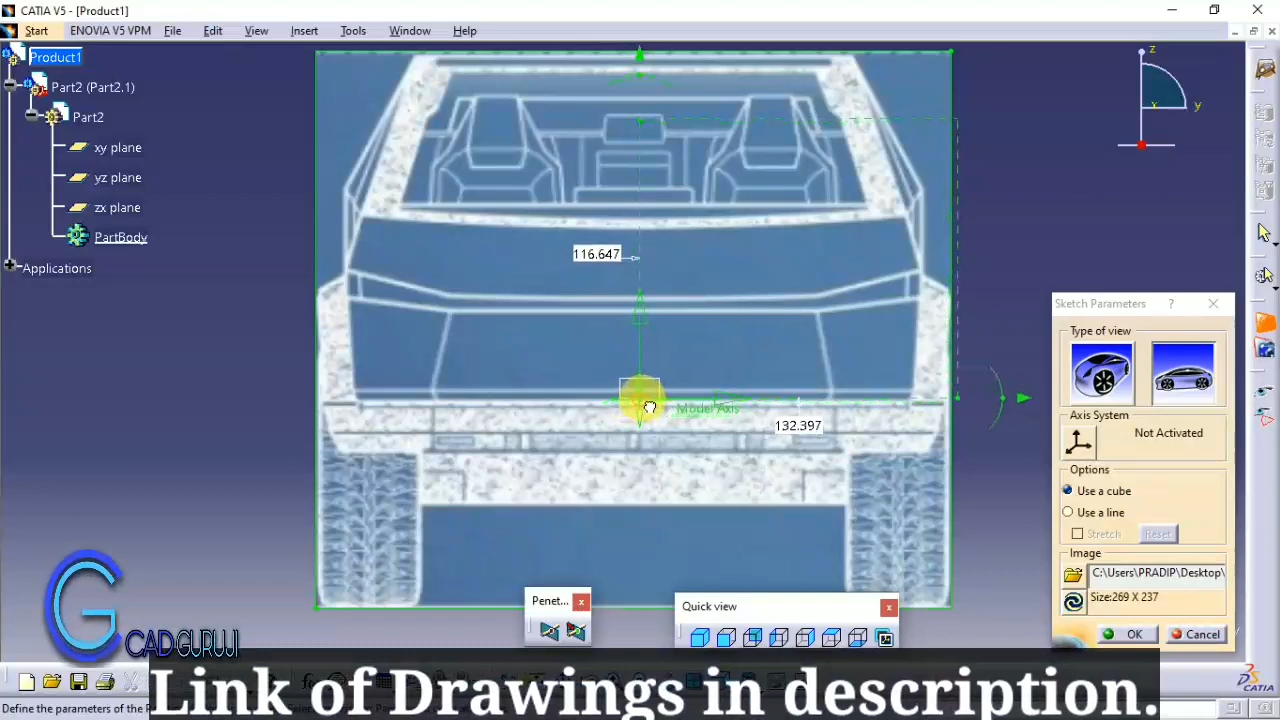 CATIA V5 - [Product1]
Start ENOVIA V5 VPM File Edit View Insert Tools Window Help
Product1
Part2 (Part2.1)
Part2
xy plane
yz plane
zx plane
PartBody
Applications
z
x
y
116.647
Model Axis
132.397
Sketch Parameters ?
Type of view
Axis System
Not Activated
Options
Use a cube
Use a line
Stretch Reset
Image
C:\Users\PRADIP\Desktop\
Size:269 X 237
OK Cancel
Penet... x
Quick view x
G
CADGURUJI
Link of Drawings in description.
Define the parameters of the
CATIA